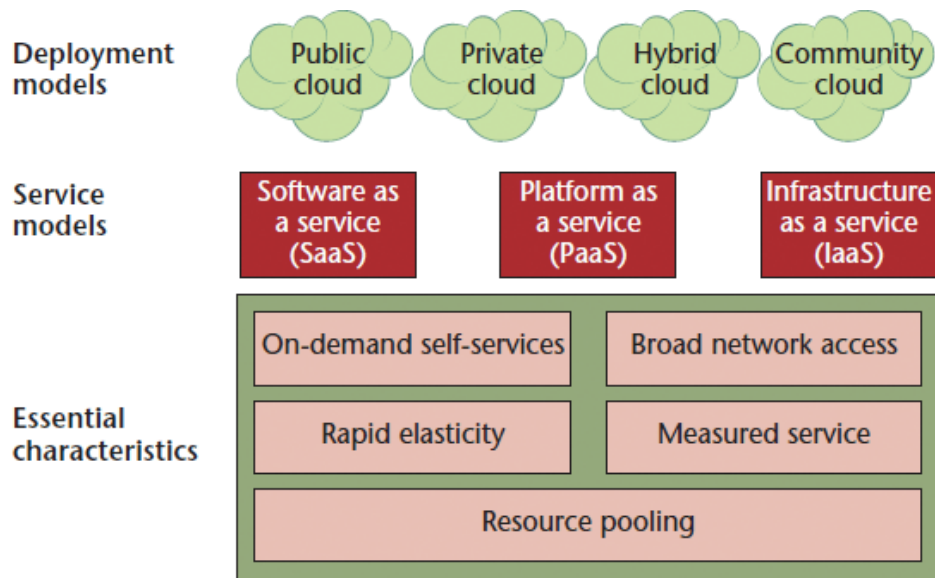 Deployment
models
Public
cloud
Private
cloud
Hybrid
cloud
Community
cloud
Service
models
Software as
a service
(SaaS)
Platform as
a service
(PaaS)
Infrastructure
as a service
(IaaS)
Essential
characteristics
On-demand self-services
Broad network access
Rapid elasticity
Measured service
Resource pooling